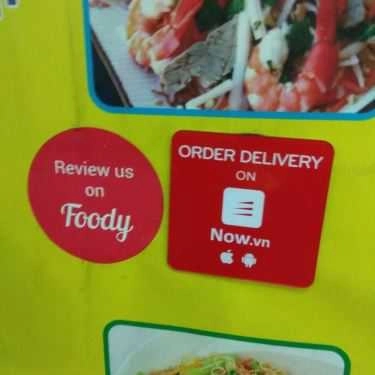 Review us
on
Foody
ORDER DELIVERY
ON
Now.vn